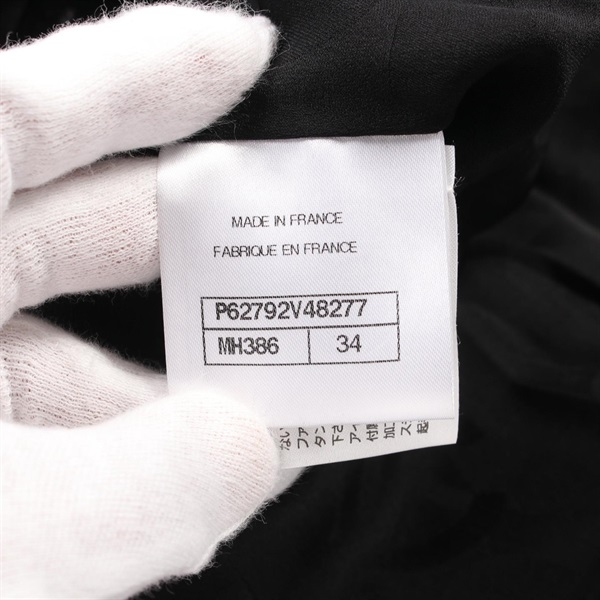 MADE IN FRANCE
FABRIQUE EN FRANCE
P62792V48277
MH386 34